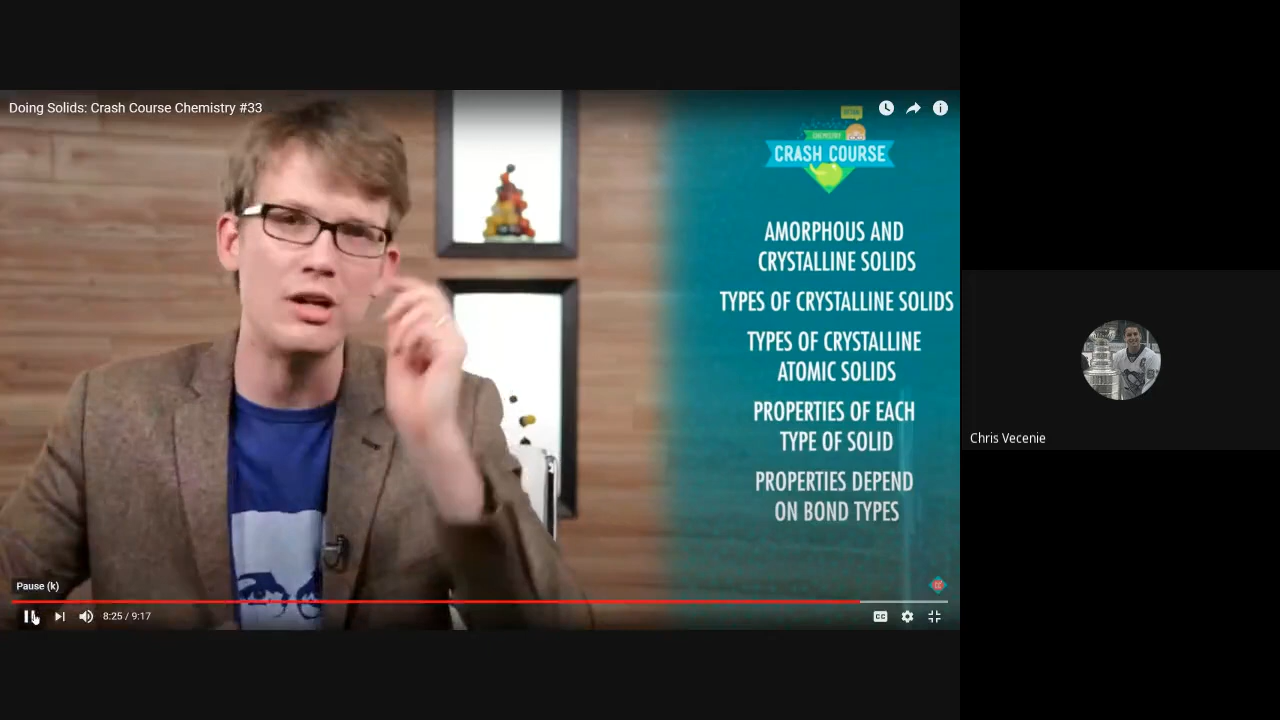 Doing Solids: Crash Course Chemistry #33
CHEMISTRY
CRASH COURSE
AMORPHOUS AND
CRYSTALLINE SOLIDS
TYPES OF CRYSTALLINE SOLIDS
TYPES OF CRYSTALLINE
ATOMIC SOLIDS
PROPERTIES OF EACH
TYPE OF SOLID
PROPERTIES DEPEND
ON BOND TYPES
Chris Vecenie
Pause (k)
8:25 / 9:17
CC